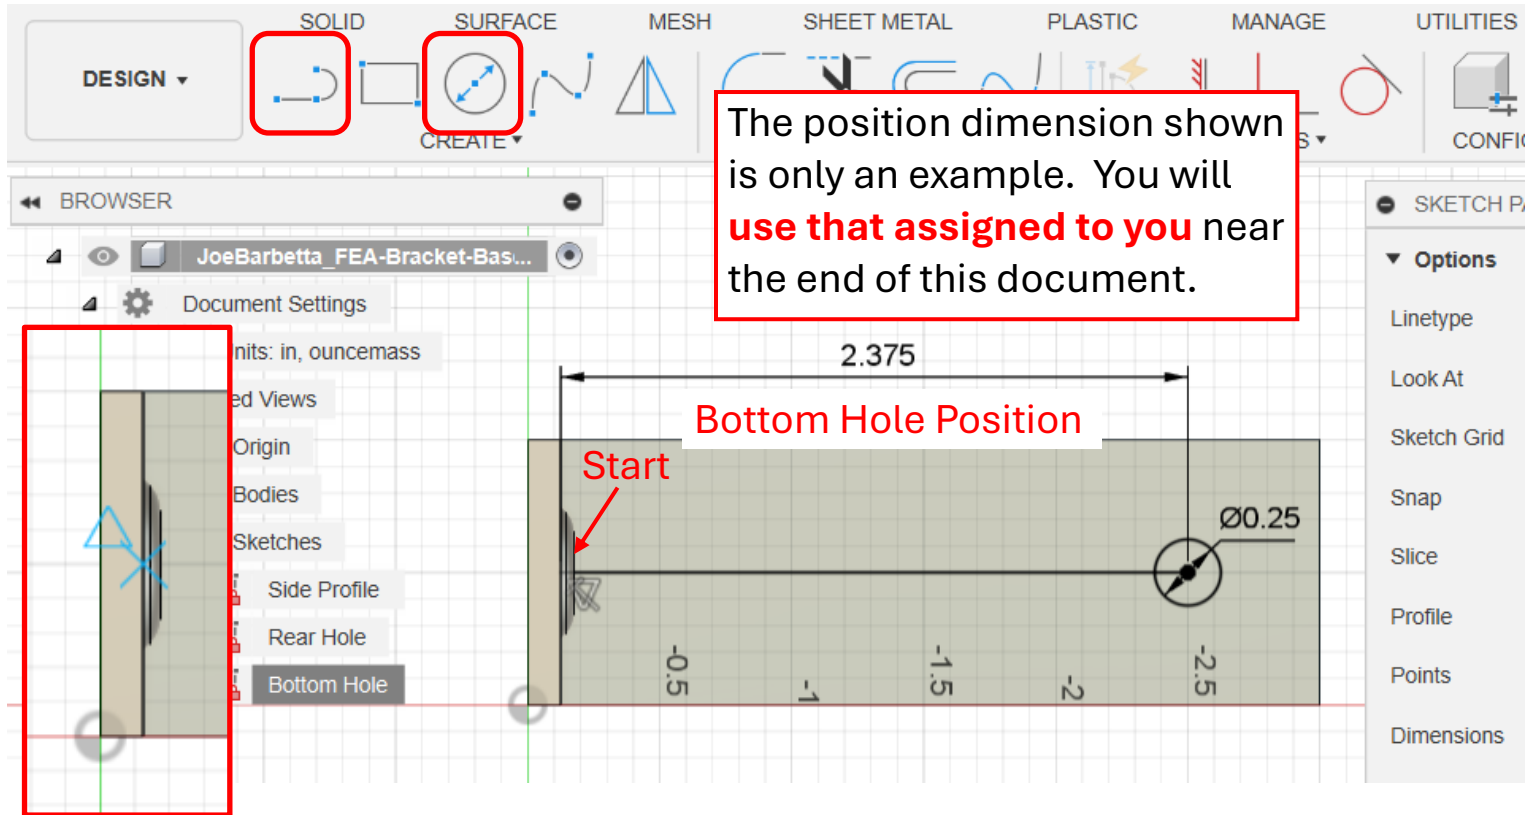 SOLID SURFACE MESH SHEET METAL PLASTIC MANAGE UTILITIES
DESIGN
CREATE
S
CONFIG
The position dimension shown
is only an example. You will
use that assigned to you near
the end of this document.
BROWSER
SKETCH PA
JoeBarbetta_FEA-Bracket-Bas...
Options
Document Settings
Linetype
nits: in, ouncemass
2.375
Look At
ed Views
Bottom Hole Position
Origin
Sketch Grid
Start
Bodies
Snap
Ø0.25
Sketches
Slice
Side Profile
Profile
Rear Hole
-0.5
-1
-1.5
-2
-2.5
Bottom Hole
Points
Dimensions